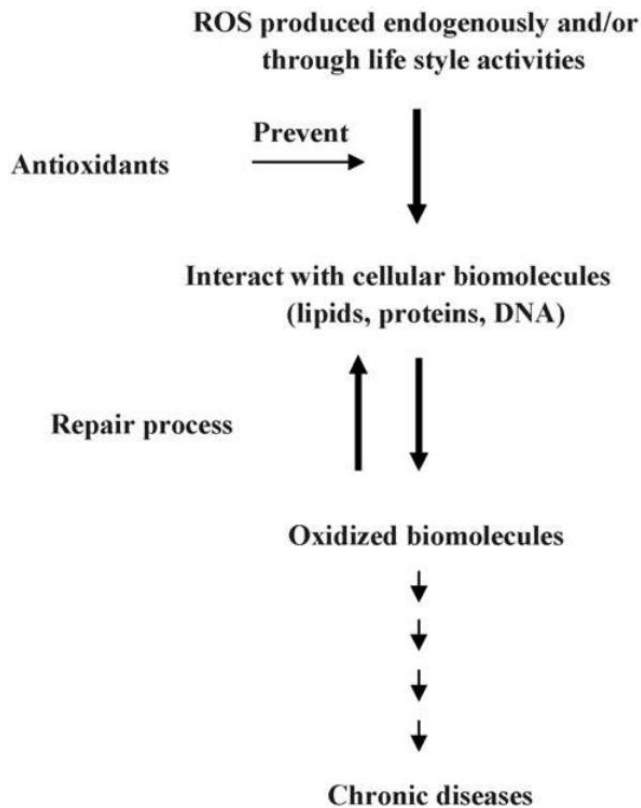 ROS produced endogenously and/or
through life style activities
Prevent
Antioxidants
Interact with cellular biomolecules
(lipids, proteins, DNA)
Repair process
Oxidized biomolecules
Chronic diseases